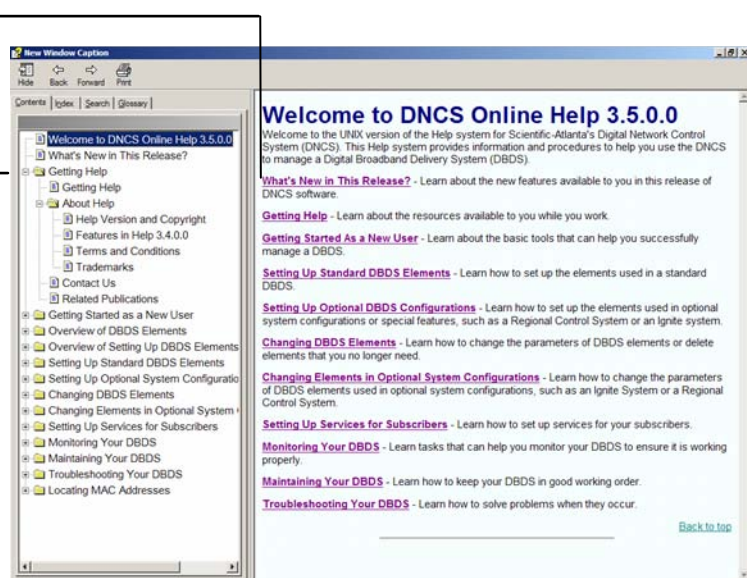 New Window Caption
Hide Back Forward Print
Contents Index Search Glossary
Welcome to DNCS Online Help 3.5.0.0
What's New in This Release?
Getting Help
Getting Help
About Help
Help Version and Copyright
Features in Help 3.4.0.0
Terms and Conditions
Trademarks
Contact Us
Related Publications
Getting Started as a New User
Overview of DBDS Elements
Overview of Setting Up DBDS Elements
Setting Up Standard DBDS Elements
Setting Up Optional System Configuratio
Changing DBDS Elements
Changing Elements in Optional System
Setting Up Services for Subscribers
Monitoring Your DBDS
Maintaining Your DBDS
Troubleshooting Your DBDS
Locating MAC Addresses
Welcome to DNCS Online Help 3.5.0.0
Welcome to the UNIX version of the Help system for Scientific-Atlanta's Digital Network Control
System (DNCS). This Help system provides information and procedures to help you use the DNCS
to manage a Digital Broadband Delivery System (DBDS).
What's New in This Release? - Learn about the new features available to you in this release of
DNCS software.
Getting Help - Learn about the resources available to you while you work.
Getting Started As a New User - Learn about the basic tools that can help you successfully
manage a DBDS.
Setting Up Standard DBDS Elements - Learn how to set up the elements used in a standard
DBDS.
Setting Up Optional DBDS Configurations - Learn how to set up the elements used in optional
system configurations or special features, such as a Regional Control System or an Ignite system.
Changing DBDS Elements - Learn how to change the parameters of DBDS elements or delete
elements that you no longer need.
Changing Elements in Optional System Configurations - Learn how to change the parameters
of DBDS elements used in optional system configurations, such as an Ignite System or a Regional
Control System.
Setting Up Services for Subscribers - Learn how to set up services for your subscribers.
Monitoring Your DBDS - Learn tasks that can help you monitor your DBDS to ensure it is working
properly.
Maintaining Your DBDS - Learn how to keep your DBDS in good working order.
Troubleshooting Your DBDS - Learn how to solve problems when they occur.
Back to top